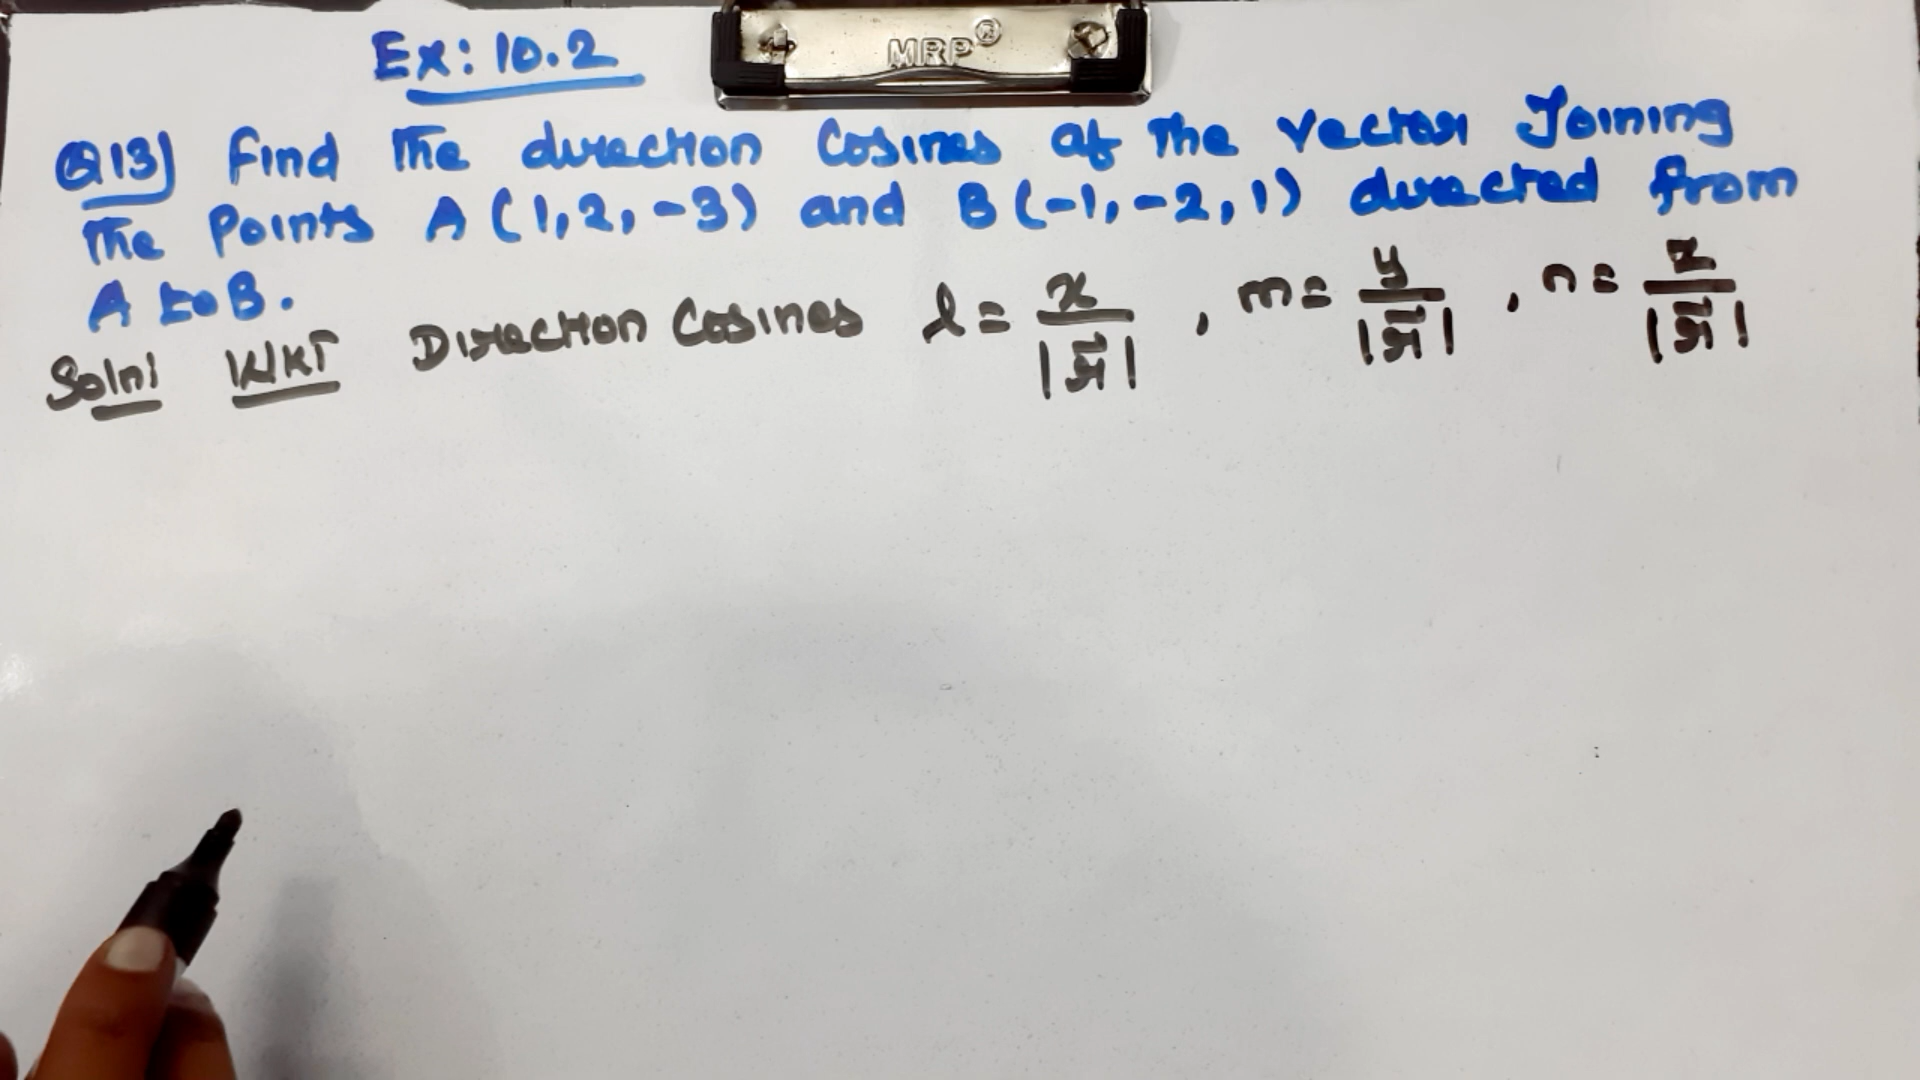 MRP®
Ex: 10.2
Q13) Find the direction Cosines of the vector Joining
the Points A (1, 2, -3) and B (-1, -2, 1) directed from
A to B.
Soln: WKT Direction Cosines l = x/|r⃗| , m = y/|r⃗| , n = z/|r⃗|